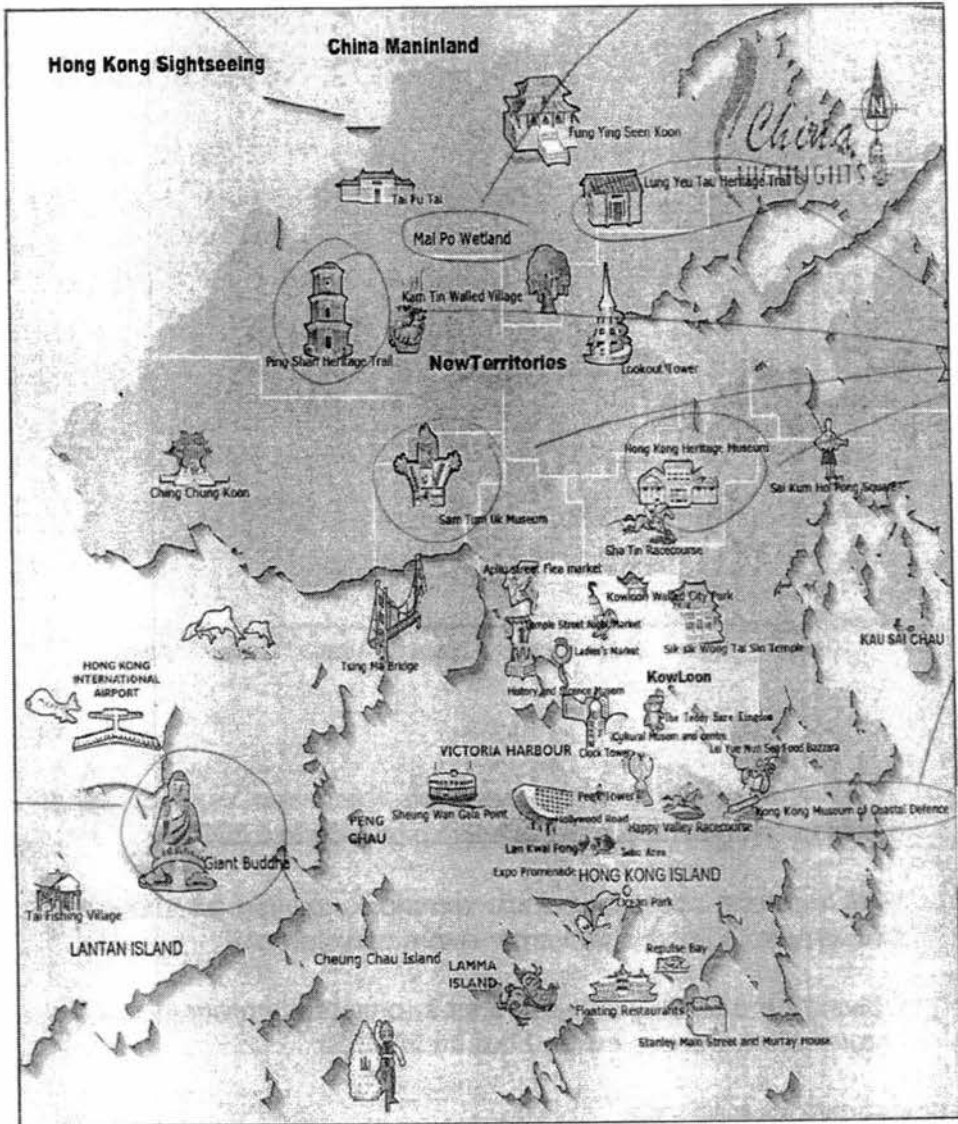 China Maninland
Hong Kong Sightseeing
China
HIGHLIGHTS
N
Fung Ying Seen Koon
Lung Yeu Tau Heritage Trail
Tai Fu Tai
Mai Po Wetland
Kam Tin Walled Village
Ping Shan Heritage Trail
NewTerritories
Lookout Tower
Hong Kong Heritage Museum
Ching Chung Koon
Sam Tum Uk Museum
Sai Kum Hoi Pong Square
Sha Tin Racecourse
Apliu street Flea market
Kowloon Walled City Park
Temple Street Night Market
KAU SAI CHAU
Tsing Ma Bridge
Ladies's Market
Sik sik Wong Tai Sin Temple
HONG KONG
INTERNATIONAL
AIRPORT
KowLoon
History and Science Musem
The Teddy Bare Kingdom
Cultural Museom and centre
VICTORIA HARBOUR
Clock Tower
Lei Yue Mun Sea Food Bazzara
Peak Tower
Sheung Wan Gala Point
Hollywood Road
Happy Valley Racecourse
Hong Kong Museum of Coastal Defence
PENG
CHAU
Lan Kwai Fong
Soho Area
Giant Buddha
Expo Promenade
HONG KONG ISLAND
Ocean Park
Tai Fishing Village
LANTAN ISLAND
Cheung Chau Island
Repulse Bay
LAMMA
ISLAND
Floating Restaurants
Stanley Main Street and Murray House